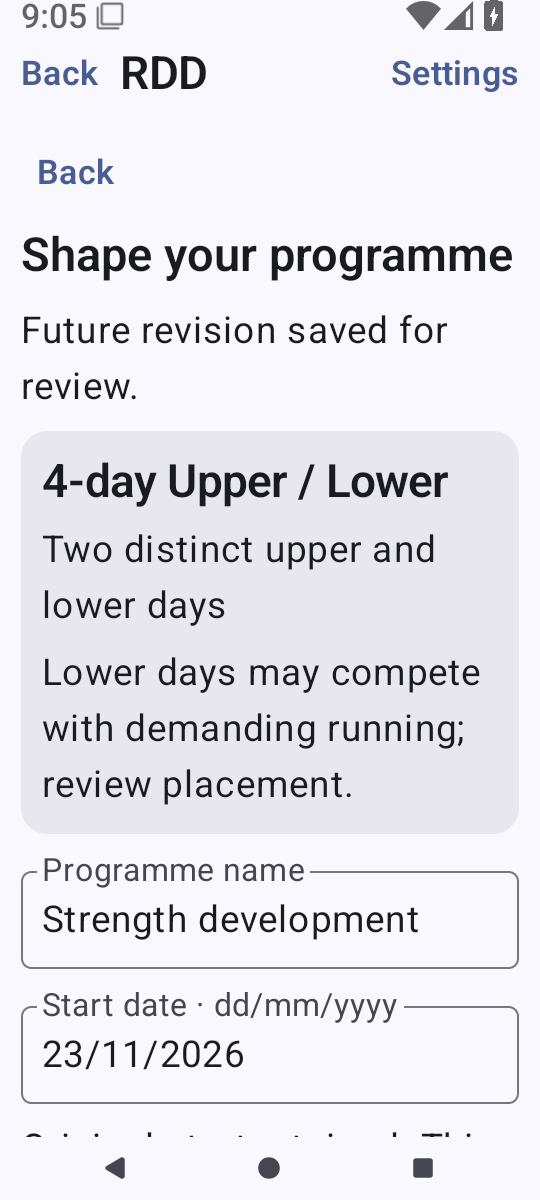 9:05
Back RDD Settings
Back
Shape your programme
Future revision saved for
review.
4-day Upper / Lower
Two distinct upper and
lower days
Lower days may compete
with demanding running;
review placement.
Programme name
Strength development
Start date · dd/mm/yyyy
23/11/2026